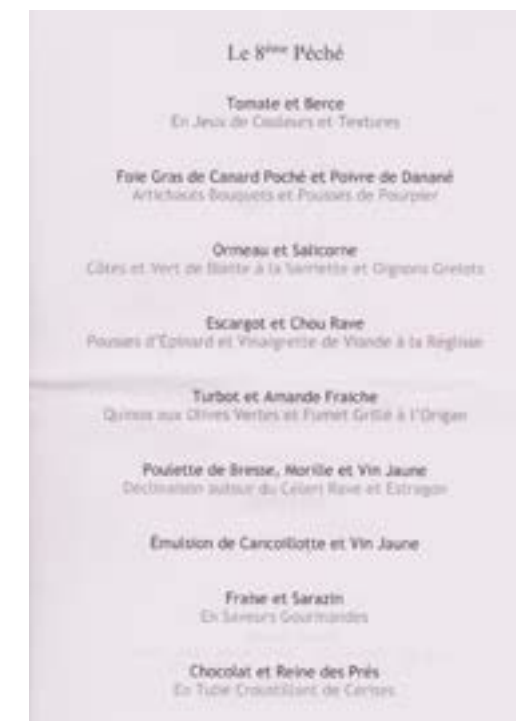 Le 8ème Péché
Tomate et Berce
En Jeux de Couleurs et Textures
Foie Gras de Canard Poché et Poivre de Danané
Artichauts Bouquets et Pousses de Pourpier
Ormeau et Salicorne
Côtes et Vert de Blette à la Sarriette et Oignons Grelots
Escargot et Chou Rave
Pousses d'Epinard et Vinaigrette de Viande à la Réglisse
Turbot et Amande Fraiche
Quinoa aux Olives Vertes et Fumet Grillé à l'Origan
Poulette de Bresse, Morille et Vin Jaune
Déclinaison autour du Céleri Rave et Estragon
Émulsion de Cancoillotte et Vin Jaune
Fraise et Sarazin
En Saveurs Gourmandes
Chocolat et Reine des Prés
En Tube Croustillant de Cerises